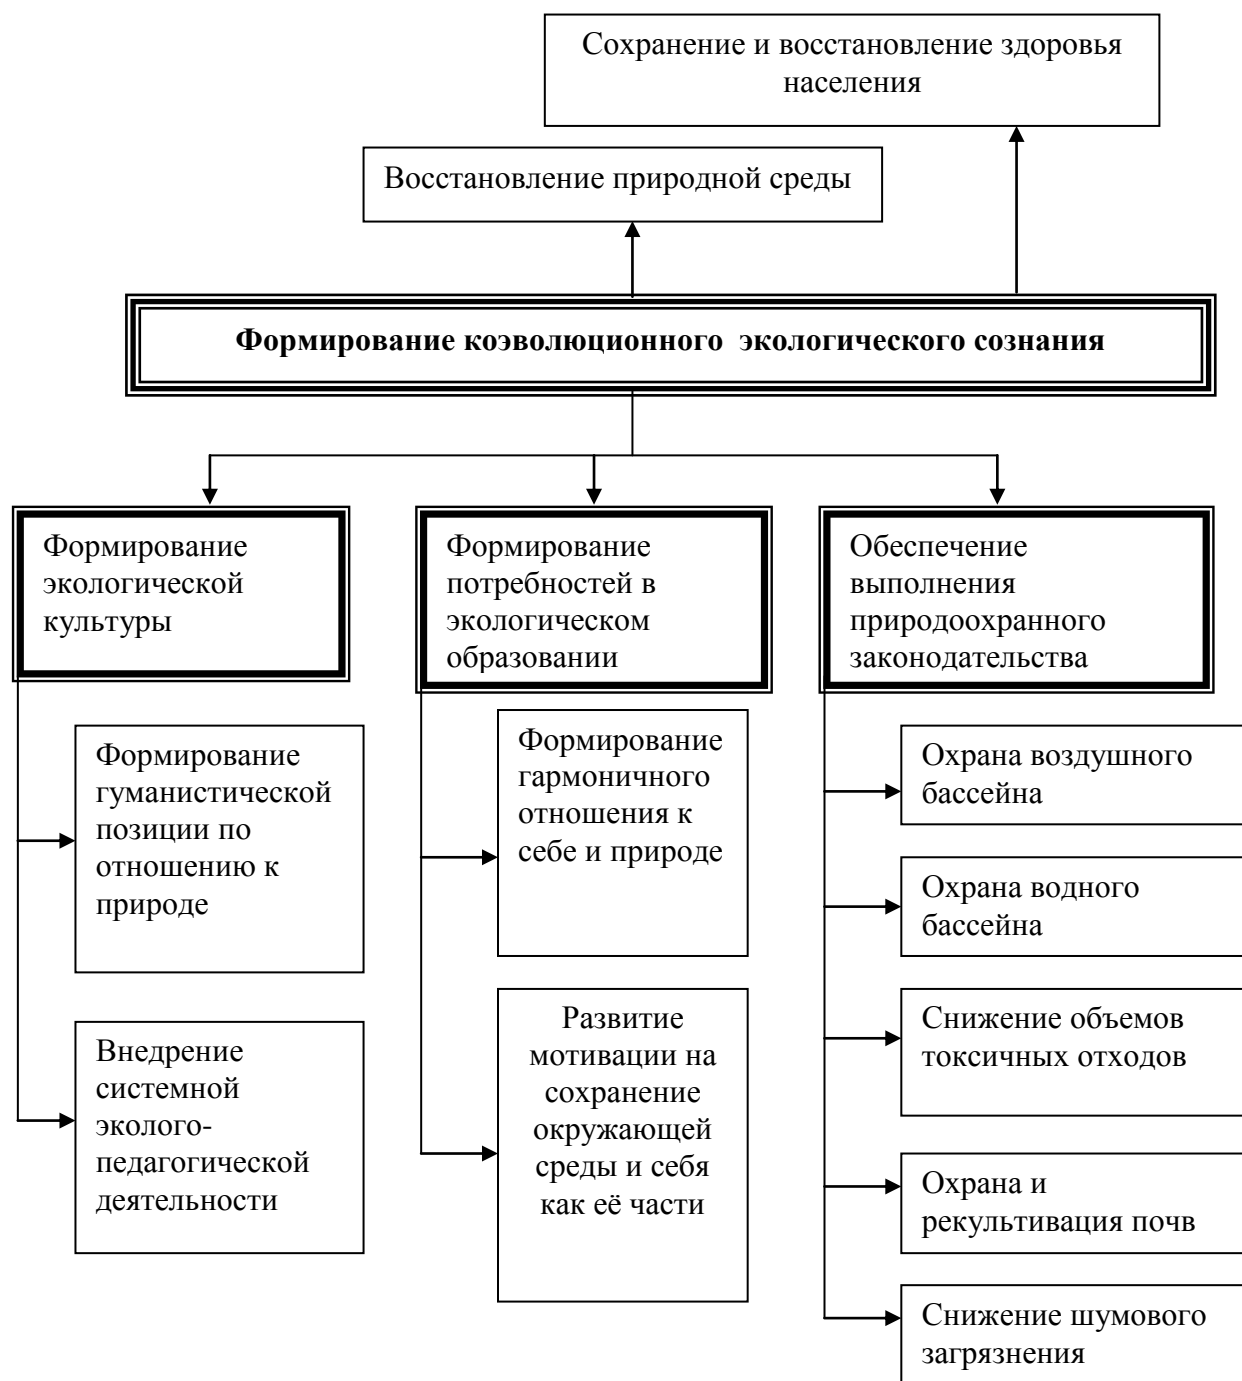 Сохранение и восстановление здоровья
населения
Восстановление природной среды
Формирование коэволюционного экологического сознания
Формирование
экологической
культуры
Формирование
гуманистической
позиции по
отношению к
природе
Внедрение
системной
эколого-
педагогической
деятельности
Формирование
потребностей в
экологическом
образовании
Формирование
гармоничного
отношения к
себе и природе
Развитие
мотивации на
сохранение
окружающей
среды и себя
как её части
Обеспечение
выполнения
природоохранного
законодательства
Охрана воздушного
бассейна
Охрана водного
бассейна
Снижение объемов
токсичных отходов
Охрана и
рекультивация почв
Снижение шумового
загрязнения